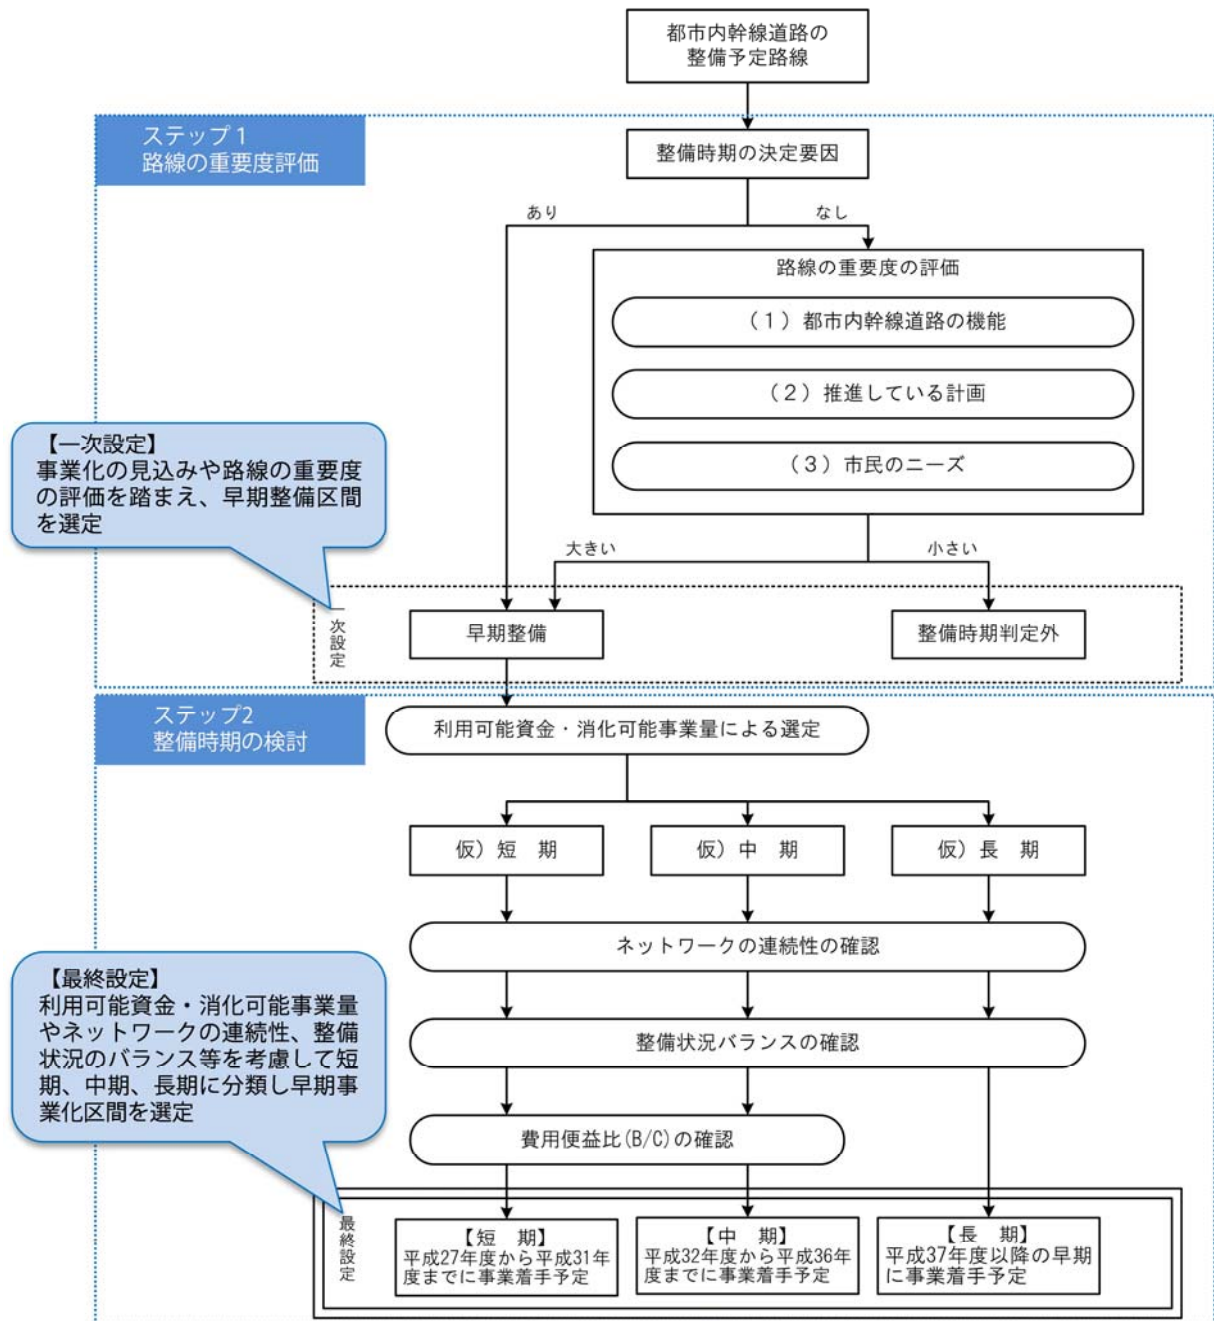 都市内幹線道路の
整備予定路線
ステップ1
路線の重要度評価
整備時期の決定要因
あり
なし
路線の重要度の評価
(1)都市内幹線道路の機能
(2)推進している計画
(3)市民のニーズ
【一次設定】
事業化の見込みや路線の重要度
の評価を踏まえ、早期整備区間
を選定
大きい
小さい
一次設定
早期整備
整備時期判定外
ステップ2
整備時期の検討
利用可能資金・消化可能事業量による選定
仮)短 期
仮)中 期
仮)長 期
ネットワークの連続性の確認
【最終設定】
利用可能資金・消化可能事業量
やネットワークの連続性、整備
状況のバランス等を考慮して短
期、中期、長期に分類し早期事
業化区間を選定
整備状況バランスの確認
費用便益比(B/C)の確認
最終設定
【短 期】
平成27年度から平成31年
度までに事業着手予定
【中 期】
平成32年度から平成36年
度までに事業着手予定
【長 期】
平成37年度以降の早期
に事業着手予定